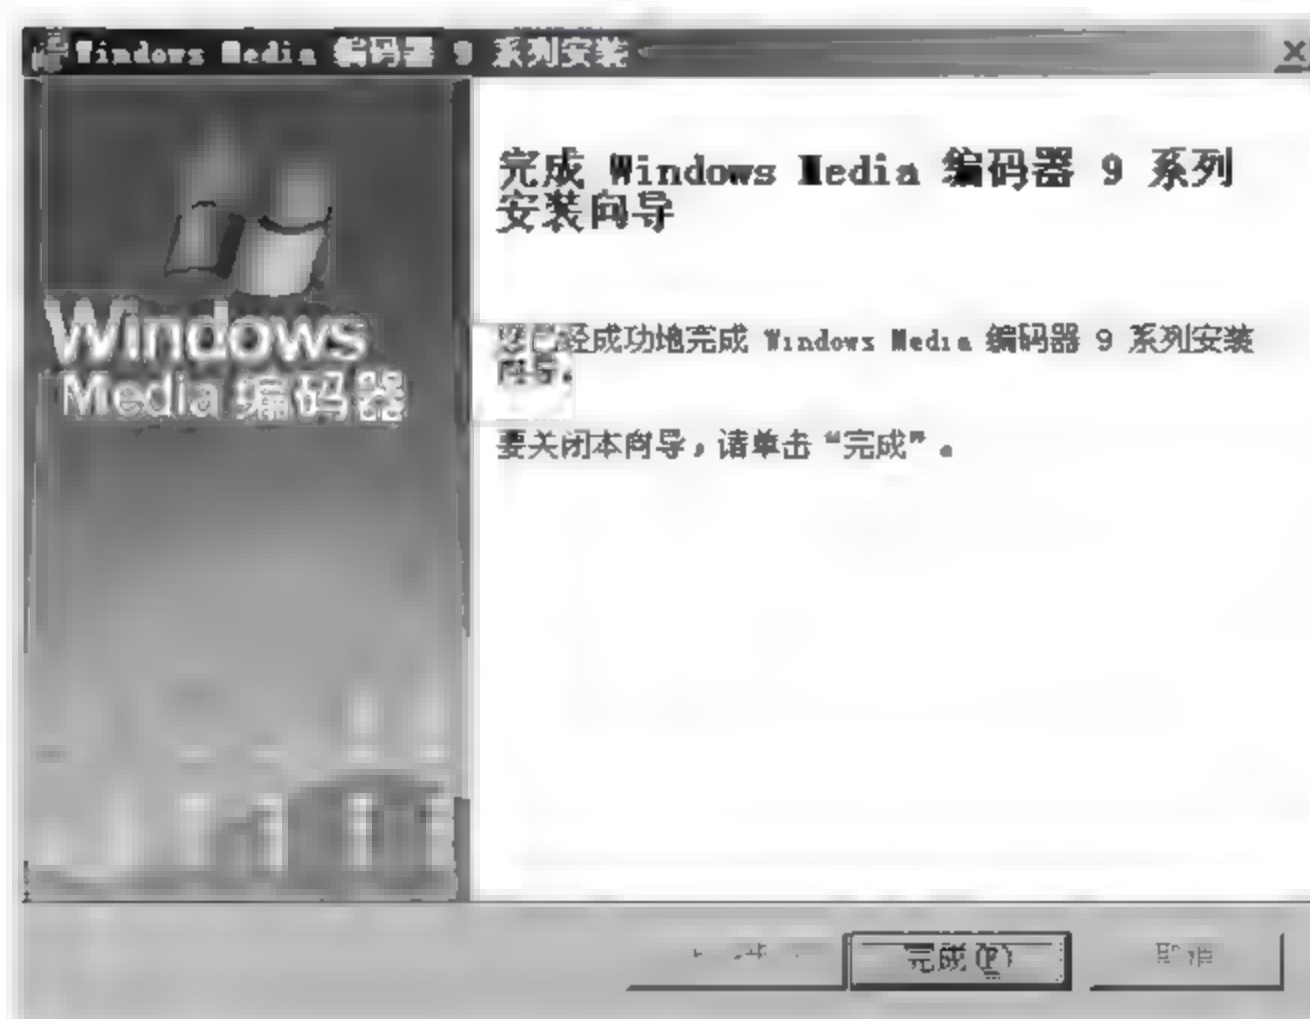 Windows Media 编码器 9 系列安装
Windows
Media 编码器
完成 Windows Media 编码器 9 系列
安装向导
您已经成功地完成 Windows Media 编码器 9 系列安装
向导。
要关闭本向导，请单击“完成”。
完成(F)
取消